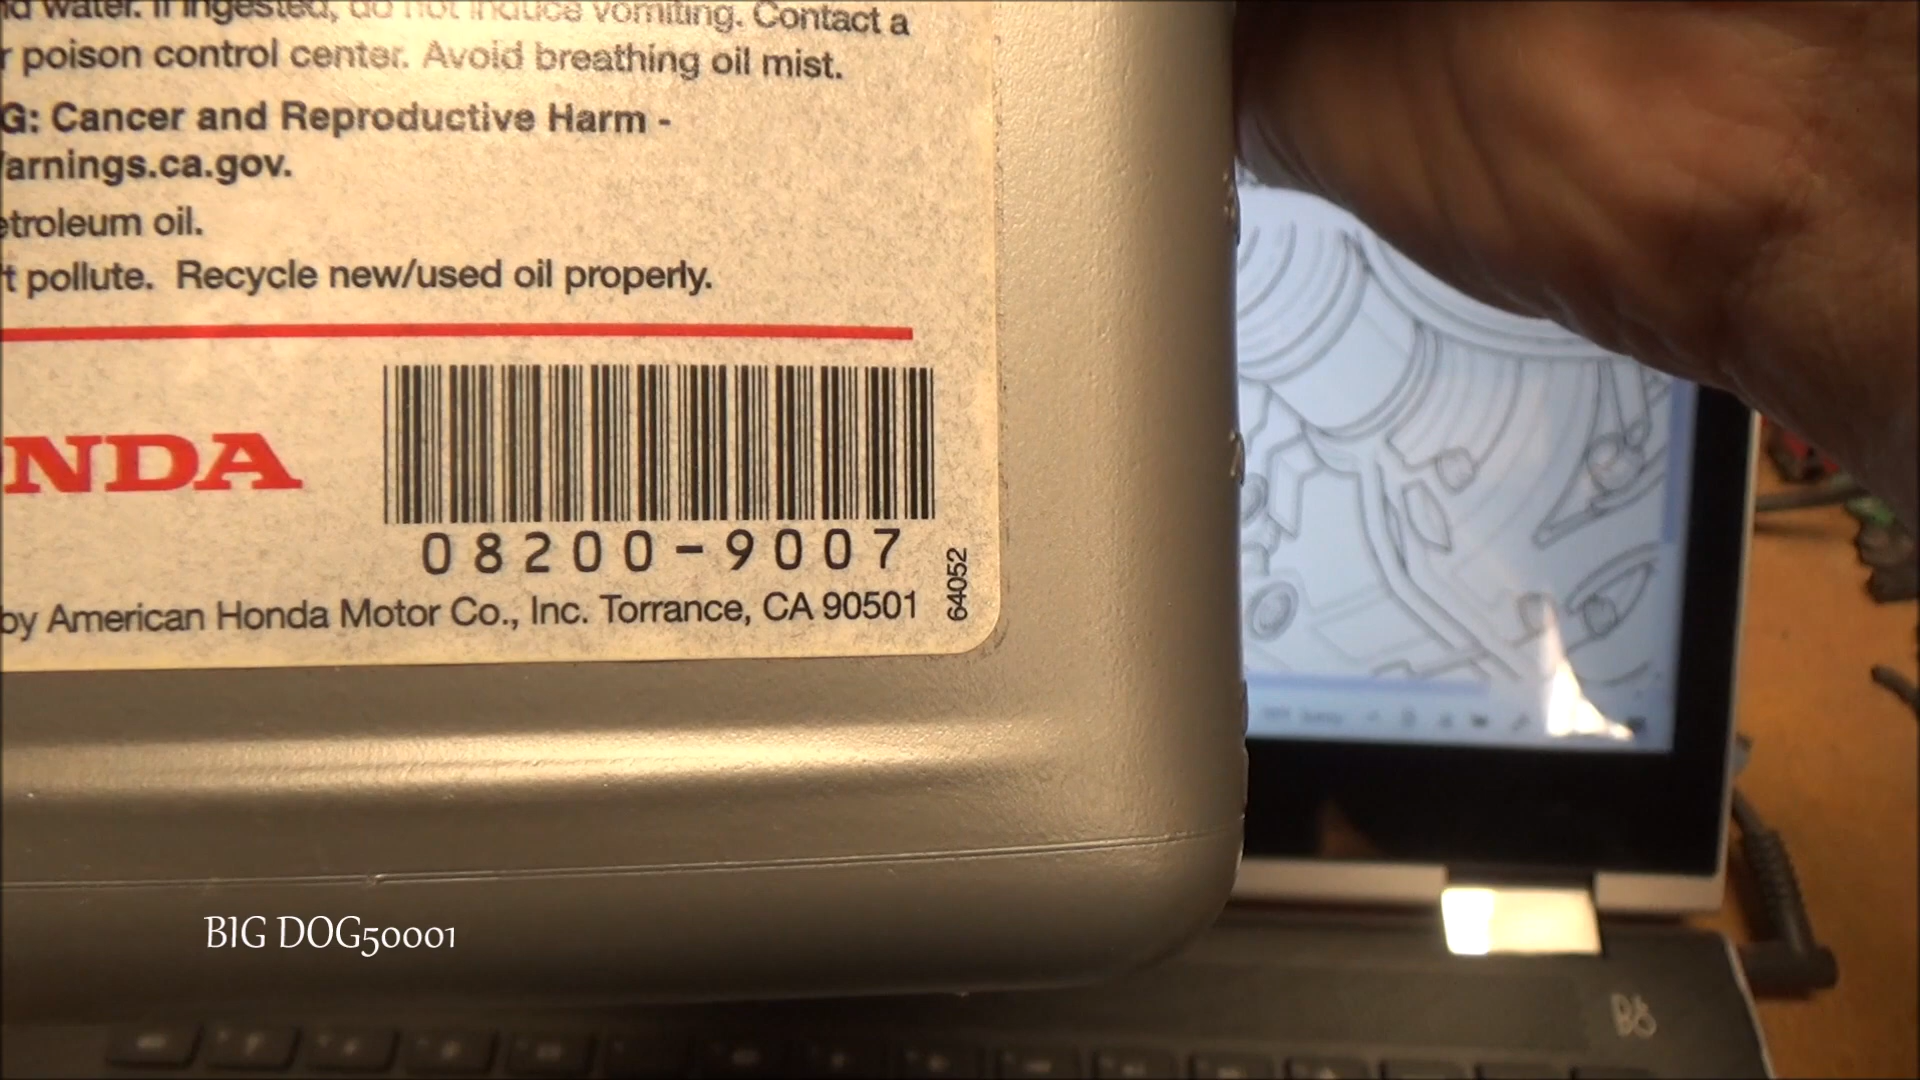 water. If ingested, do not induce vomiting. Contact a
r poison control center. Avoid breathing oil mist.
G: Cancer and Reproductive Harm -
arnings.ca.gov.
etroleum oil.
't pollute. Recycle new/used oil properly.
NDA
08200-9007
64052
by American Honda Motor Co., Inc. Torrance, CA 90501
BIG DOG50001